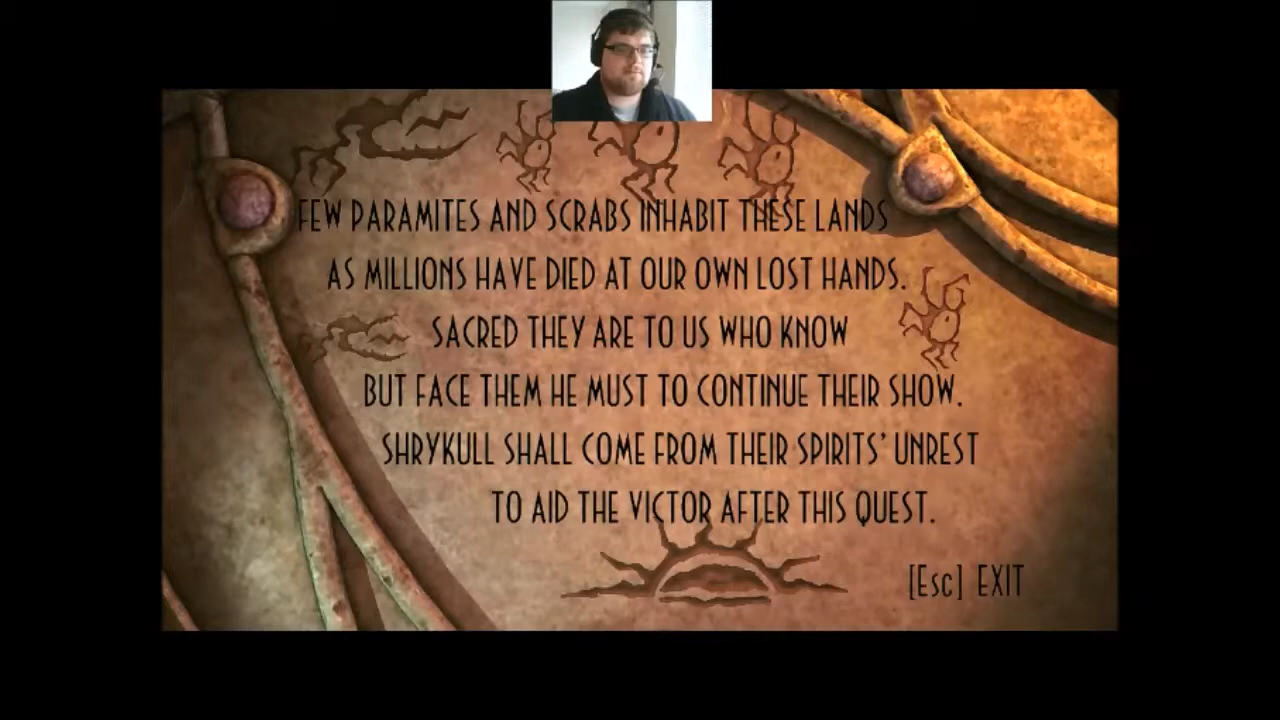 FEW PARAMITES AND SCRABS INHABIT THESE LANDS
AS MILLIONS HAVE DIED AT OUR OWN LOST HANDS.
SACRED THEY ARE TO US WHO KNOW
BUT FACE THEM HE MUST TO CONTINUE THEIR SHOW.
SHRYKULL SHALL COME FROM THEIR SPIRITS' UNREST
TO AID THE VICTOR AFTER THIS QUEST.
[Esc] EXIT